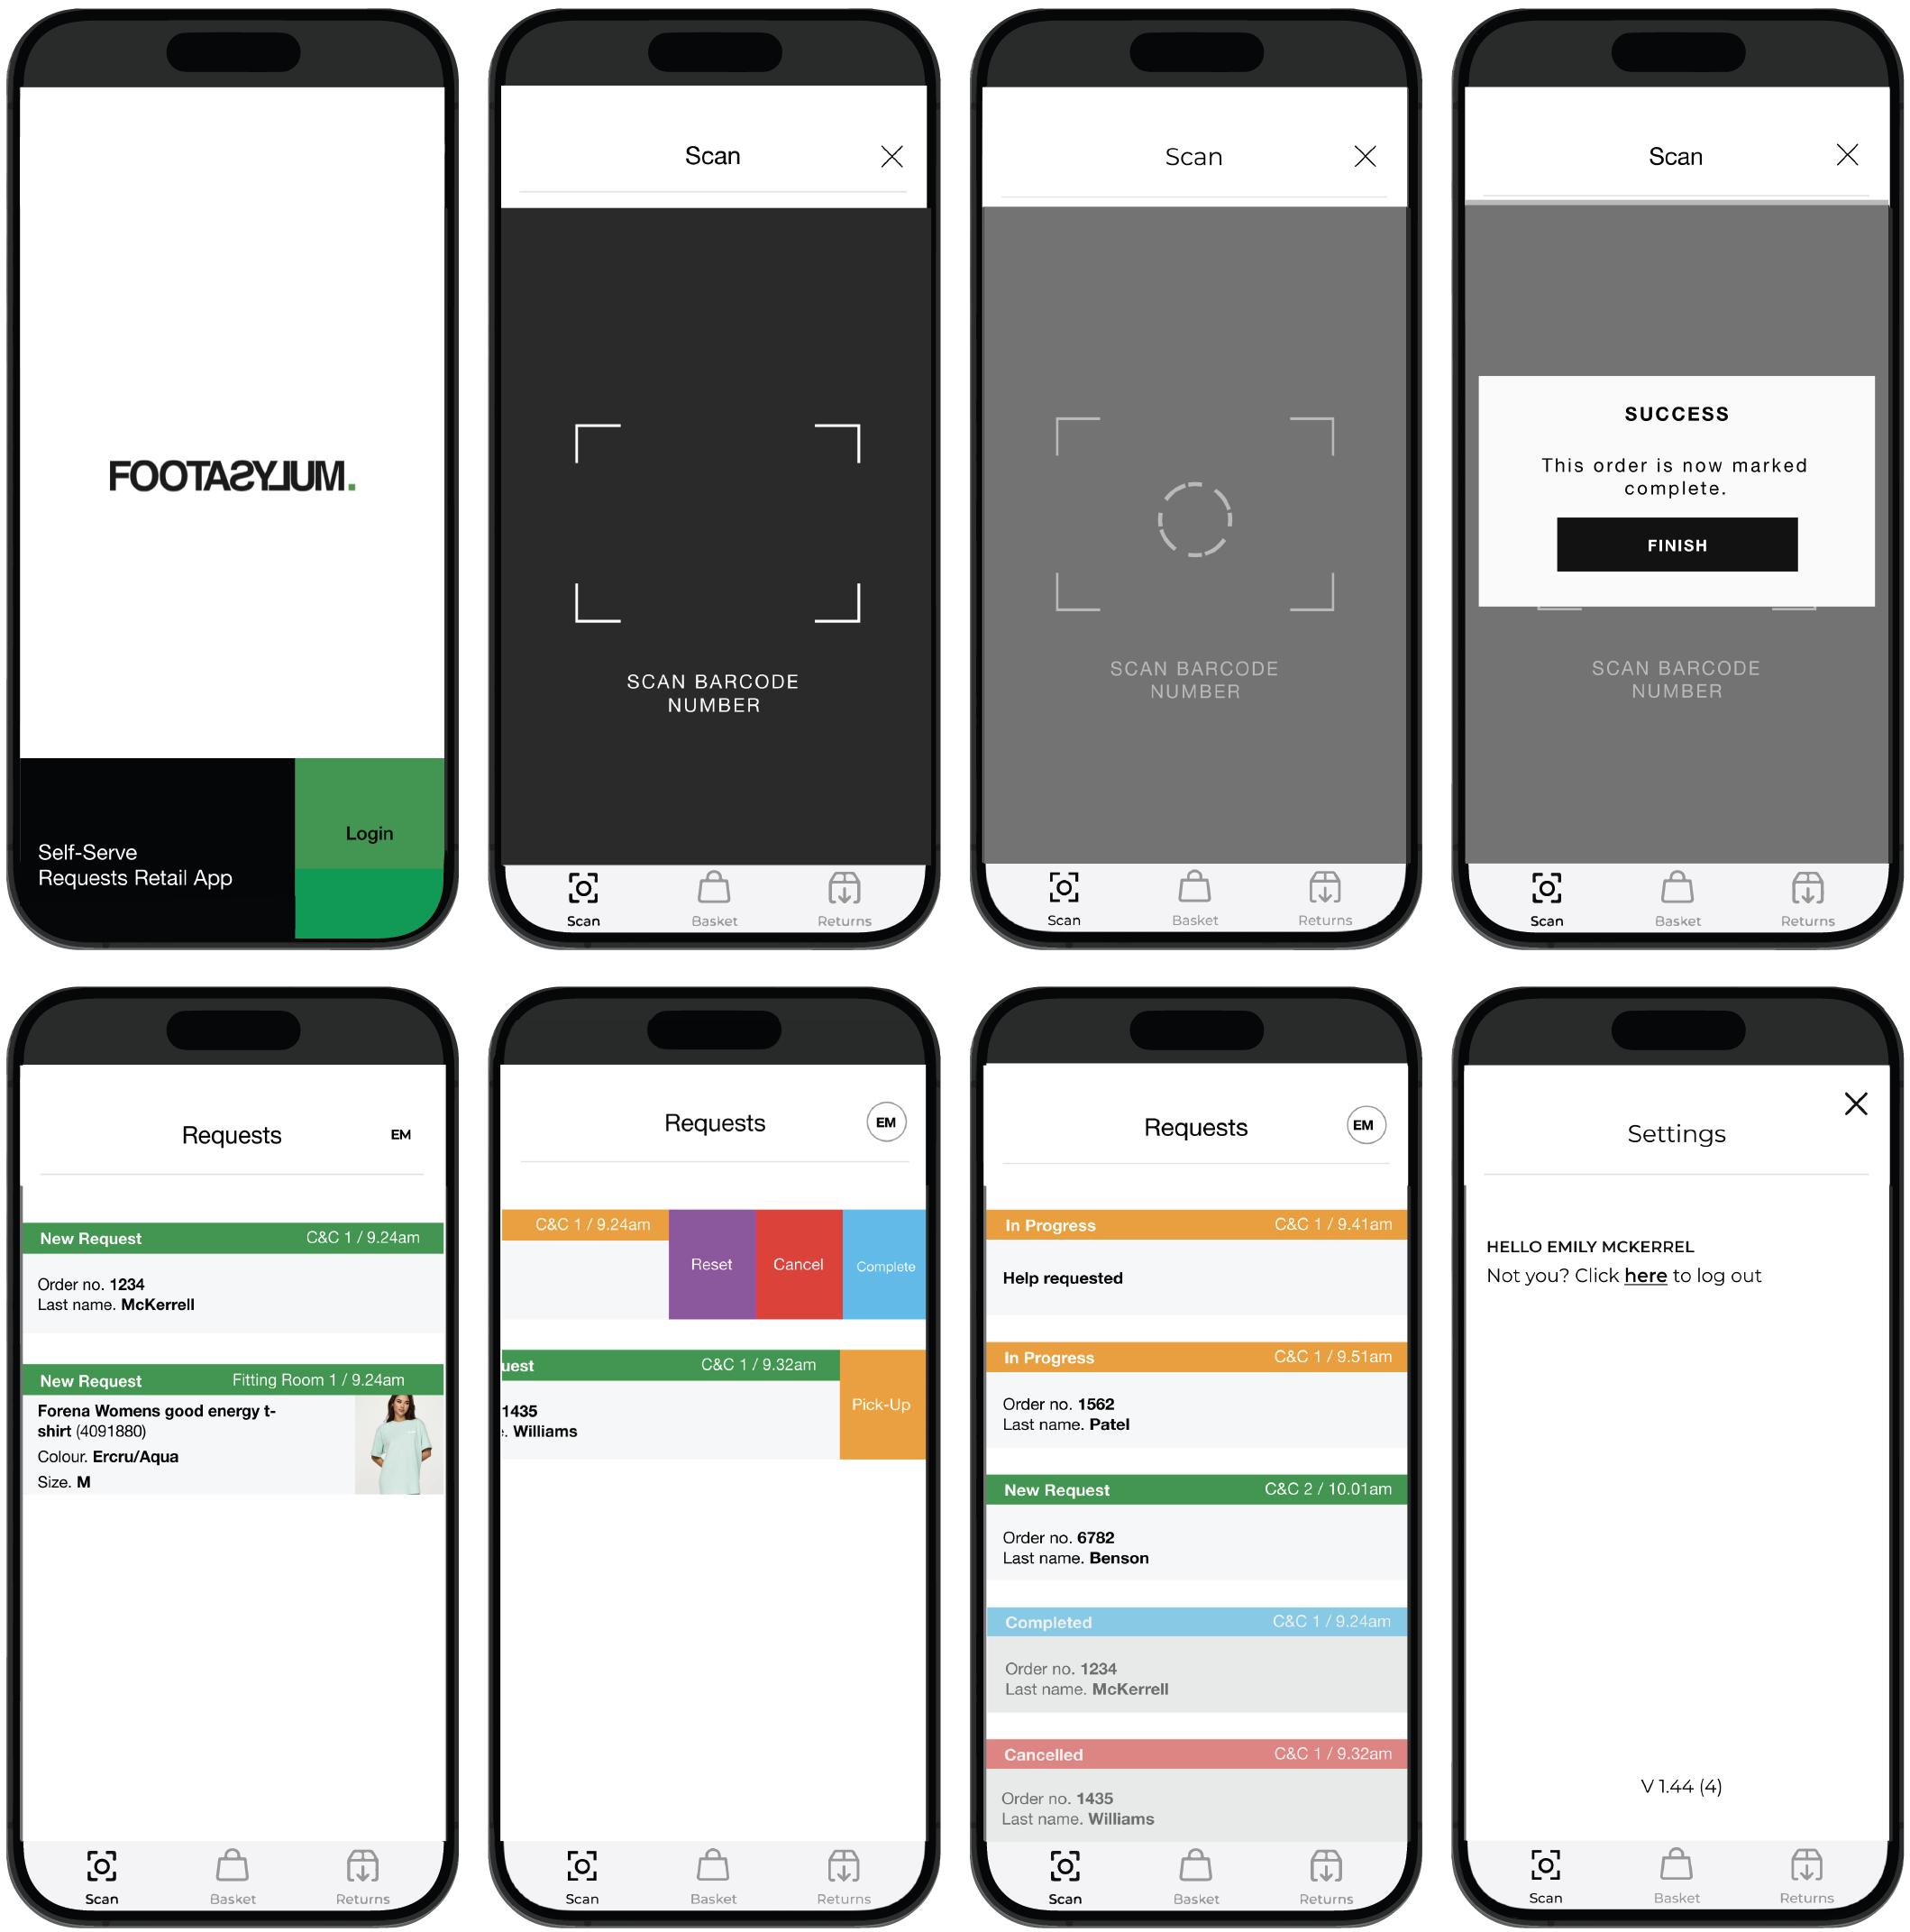 FOOTASYLUM.
Self-Serve
Requests Retail App
Login
Scan
SCAN BARCODE
NUMBER
Scan
Basket
Returns
Scan
SCAN BARCODE
NUMBER
Scan
Basket
Returns
Scan
SUCCESS
This order is now marked
complete.
FINISH
SCAN BARCODE
NUMBER
Scan
Basket
Returns
Requests
EM
New Request
C&C 1 / 9.24am
Order no. 1234
Last name. McKerrell
New Request
Fitting Room 1 / 9.24am
Forena Womens good energy t-
shirt (4091880)
Colour. Ercru/Aqua
Size. M
Scan
Basket
Returns
Requests
EM
C&C 1 / 9.24am
Reset
Cancel
Complete
uest
C&C 1 / 9.32am
1435
. Williams
Pick-Up
Scan
Basket
Returns
Requests
EM
In Progress
C&C 1 / 9.41am
Help requested
In Progress
C&C 1 / 9.51am
Order no. 1562
Last name. Patel
New Request
C&C 2 / 10.01am
Order no. 6782
Last name. Benson
Completed
C&C 1 / 9.24am
Order no. 1234
Last name. McKerrell
Cancelled
C&C 1 / 9.32am
Order no. 1435
Last name. Williams
Scan
Basket
Returns
Settings
HELLO EMILY MCKERREL
Not you? Click here to log out
V 1.44 (4)
Scan
Basket
Returns